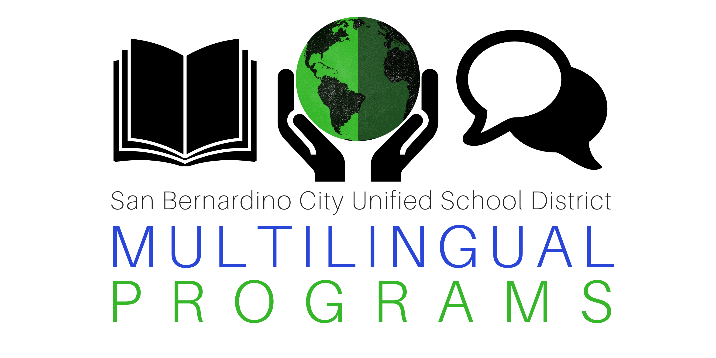 San Bernardino City Unified School District
MULTILINGUAL
PROGRAMS